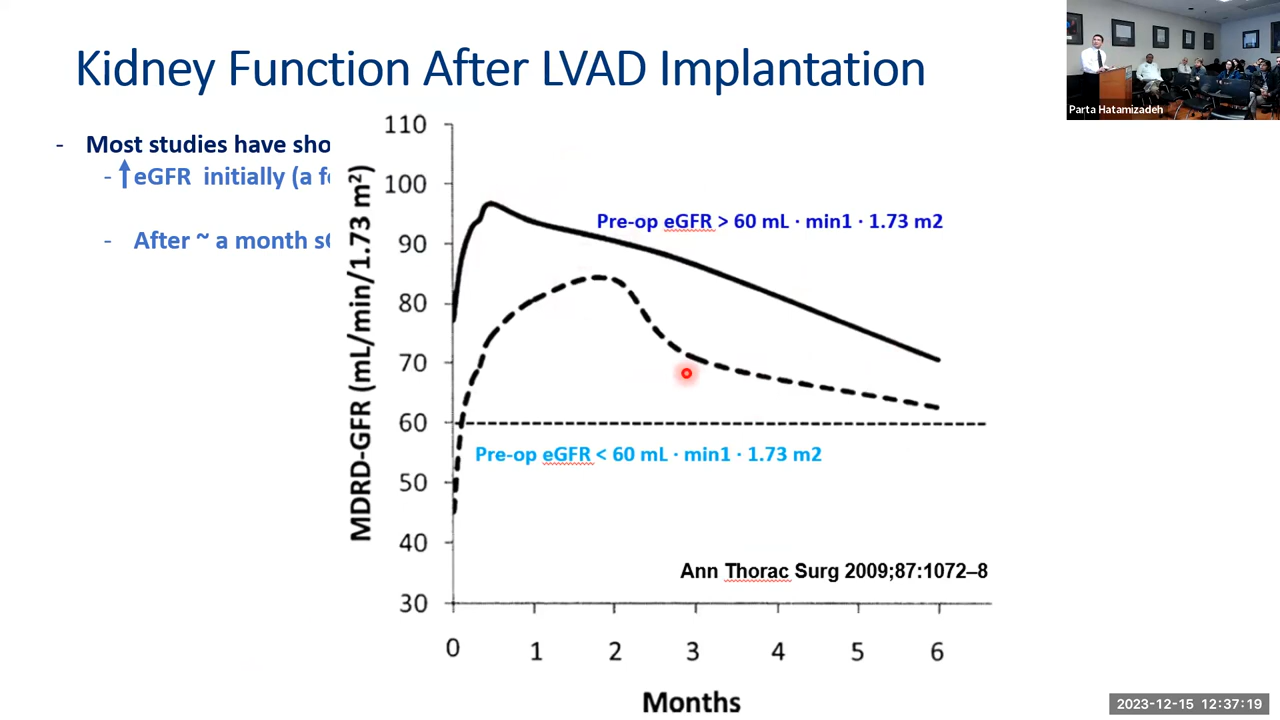 Kidney Function After LVAD Implantation
Parta Hatamizadeh
- Most studies have sho
- eGFR initially (a f
- After ~ a month s
MDRD-GFR (mL/min/1.73 m²)
110
100
90
80
70
60
50
40
30
Pre-op eGFR > 60 mL · min1 · 1.73 m2
Pre-op eGFR < 60 mL · min1 · 1.73 m2
Ann Thorac Surg 2009;87:1072–8
0 1 2 3 4 5 6
Months
2023-12-15 12:37:19